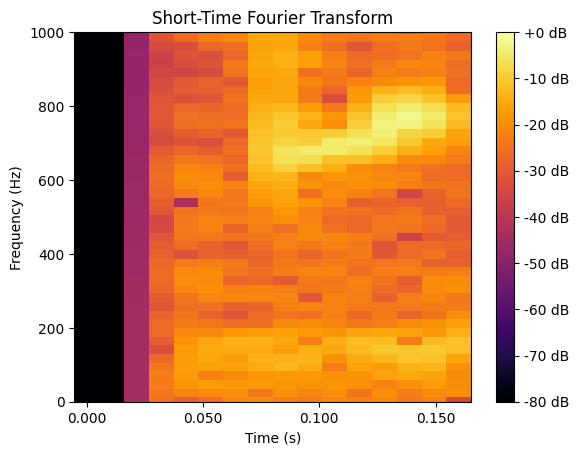 Short-Time Fourier Transform
1000
800
600
400
200
0
Frequency (Hz)
0.000
0.050
0.100
0.150
Time (s)
+0 dB
-10 dB
-20 dB
-30 dB
-40 dB
-50 dB
-60 dB
-70 dB
-80 dB